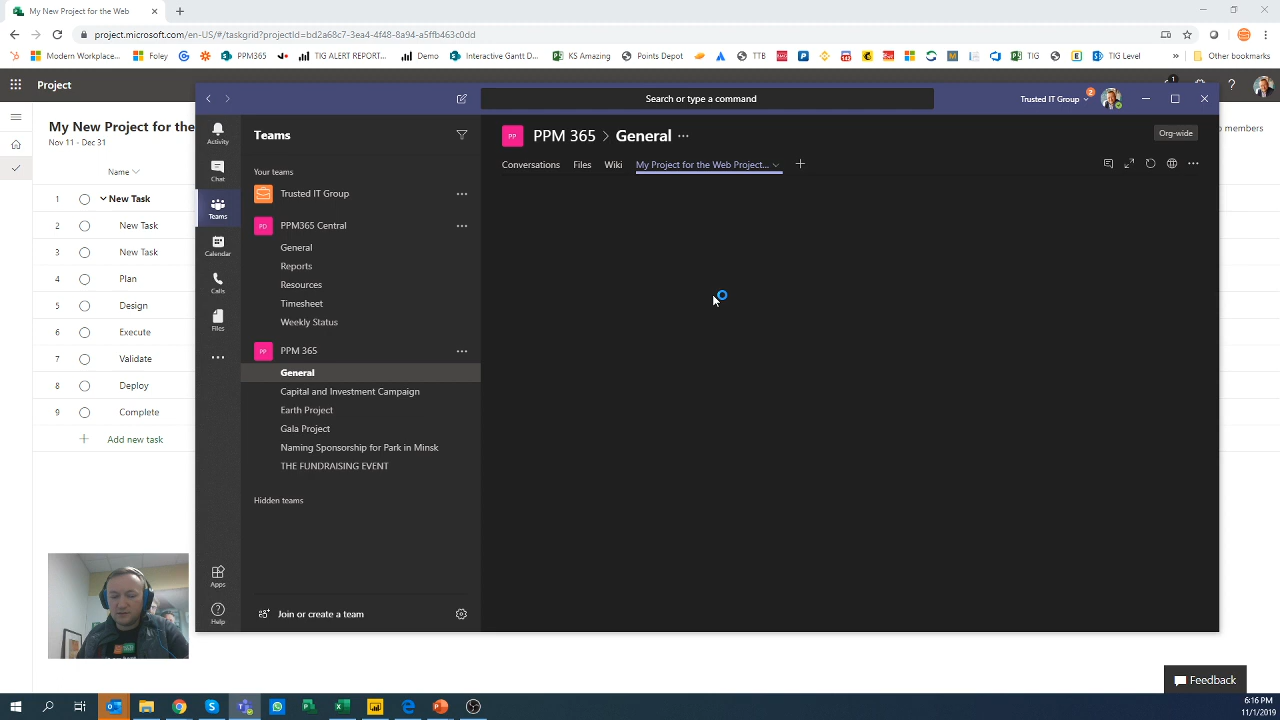 My New Project for the Web
project.microsoft.com/en-US/#/taskgrid?projectId=bd2a68c7-3ea4-4f48-8a94-a5ffb463c0dd
Modern Workplace... Foley PPM365 TIG ALERT REPORT... Demo Interactive Gantt D... KS Amazing Points Depot TTB TIG TIG Level » Other bookmarks
Project
1
?
My New Project for the
Nov 11 - Dec 31
o members
Name
1 New Task
2 New Task
3 New Task
4 Plan
5 Design
6 Execute
7 Validate
8 Deploy
9 Complete
Add new task
Search or type a command
Trusted IT Group
2
Activity
Chat
Teams
Calendar
Calls
Files
Apps
Help
Teams
Your teams
Trusted IT Group
PD PPM365 Central
General
Reports
Resources
Timesheet
Weekly Status
PP PPM 365
General
Capital and Investment Campaign
Earth Project
Gala Project
Naming Sponsorship for Park in Minsk
THE FUNDRAISING EVENT
Hidden teams
Join or create a team
PP PPM 365 > General ...
Org-wide
Conversations Files Wiki My Project for the Web Project...
Feedback
6:16 PM
11/1/2019